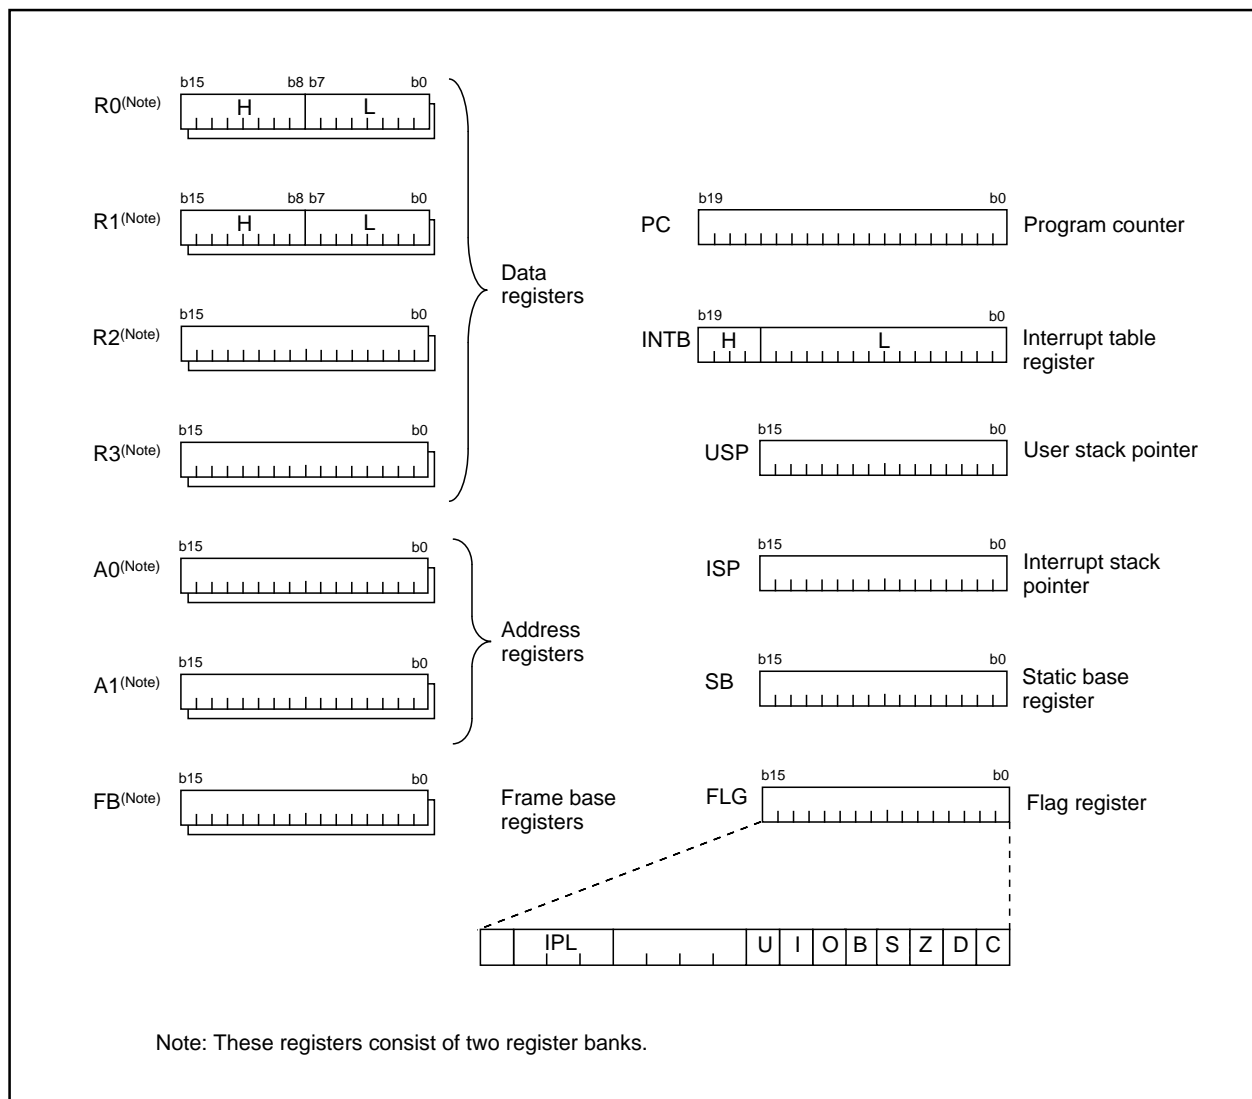 b15 b8 b7 b0
R0(Note) H L
b15 b8 b7 b0
R1(Note) H L
b15 b0
R2(Note)
b15 b0
R3(Note)
Data
registers
b15 b0
A0(Note)
b15 b0
A1(Note)
Address
registers
b15 b0
FB(Note)
Frame base
registers
b19 b0
PC Program counter
b19 b0
INTB H L Interrupt table
register
b15 b0
USP User stack pointer
b15 b0
ISP Interrupt stack
pointer
b15 b0
SB Static base
register
b15 b0
FLG Flag register
IPL U I O B S Z D C
Note: These registers consist of two register banks.